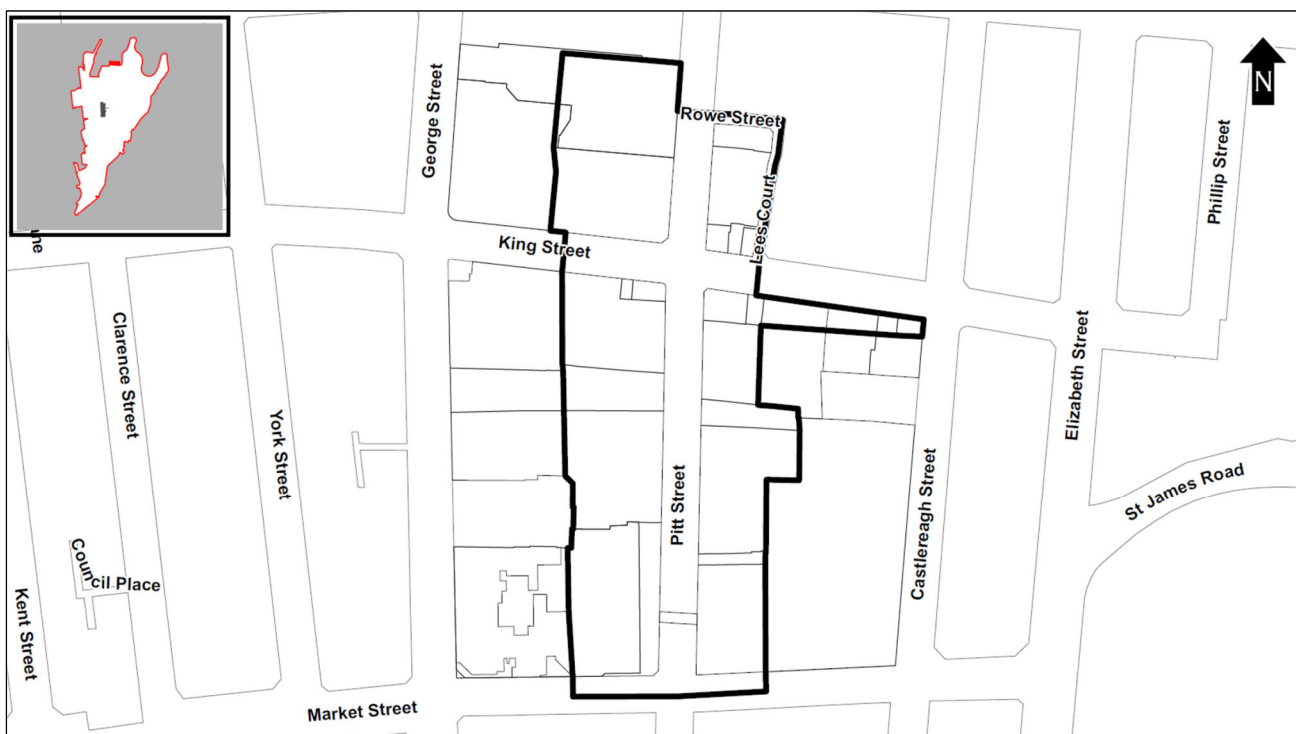 George Street
Rowe Street
N
Phillip Street
Lees Court
King Street
Clarence Street
York Street
Elizabeth Street
Castlereagh Street
Pitt Street
St James Road
Council Place
Kent Street
Market Street